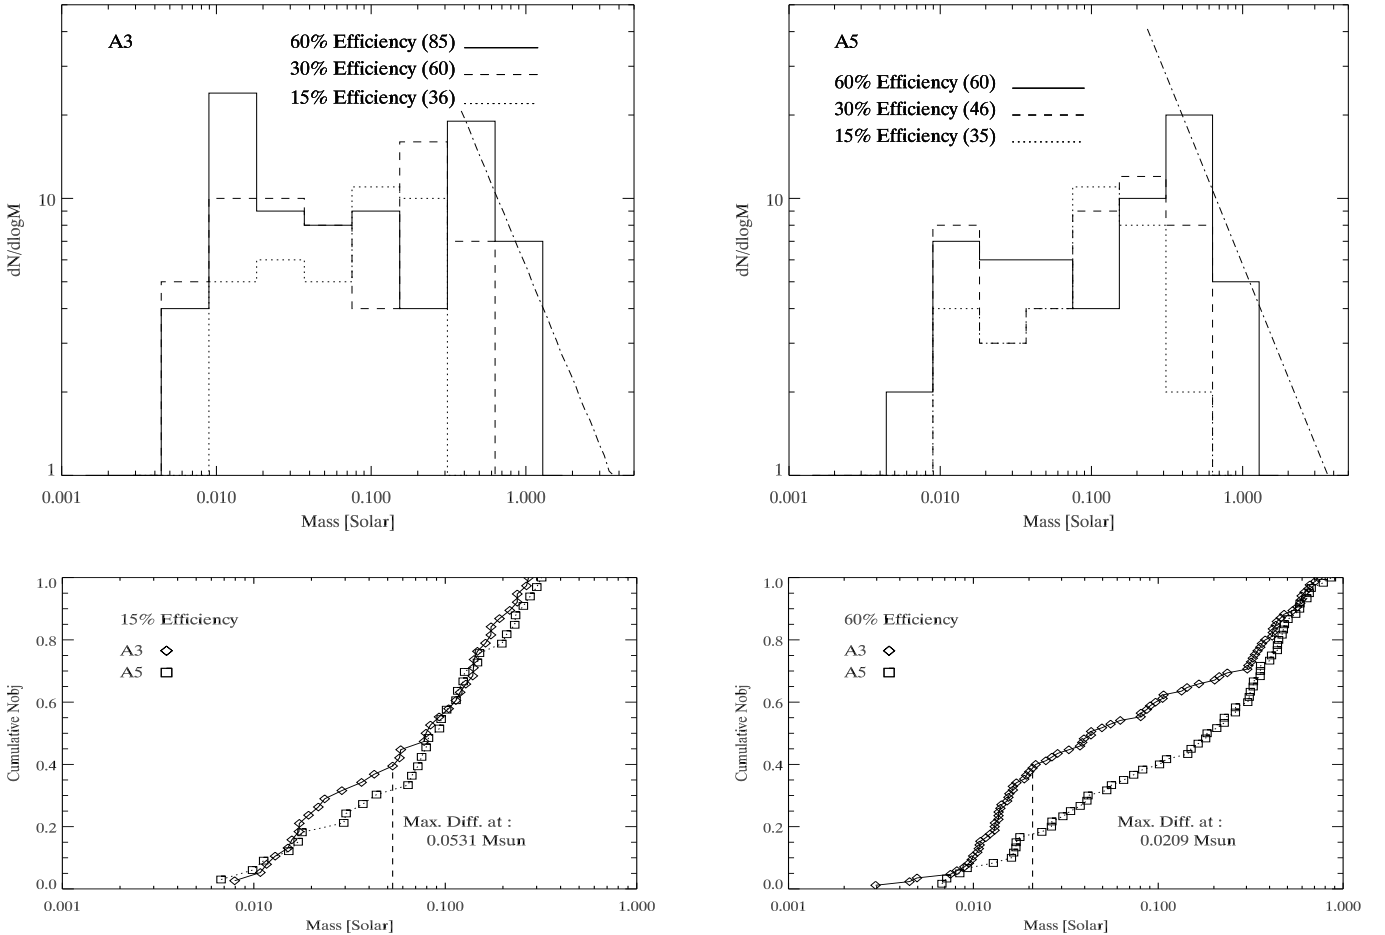 A3
60% Efficiency (85)
30% Efficiency (60)
15% Efficiency (36)
dN/dlogM
10
1
0.001 0.010 0.100 1.000
Mass [Solar]
A5
60% Efficiency (60)
30% Efficiency (46)
15% Efficiency (35)
dN/dlogM
10
1
0.001 0.010 0.100 1.000
Mass [Solar]
1.0
0.8
0.6
0.4
0.2
0.0
Cumulative Nobj
15% Efficiency
A3
A5
Max. Diff. at :
0.0531 Msun
0.001 0.010 0.100 1.000
Mass [Solar]
1.0
0.8
0.6
0.4
0.2
0.0
Cumulative Nobj
60% Efficiency
A3
A5
Max. Diff. at :
0.0209 Msun
0.001 0.010 0.100 1.000
Mass [Solar]